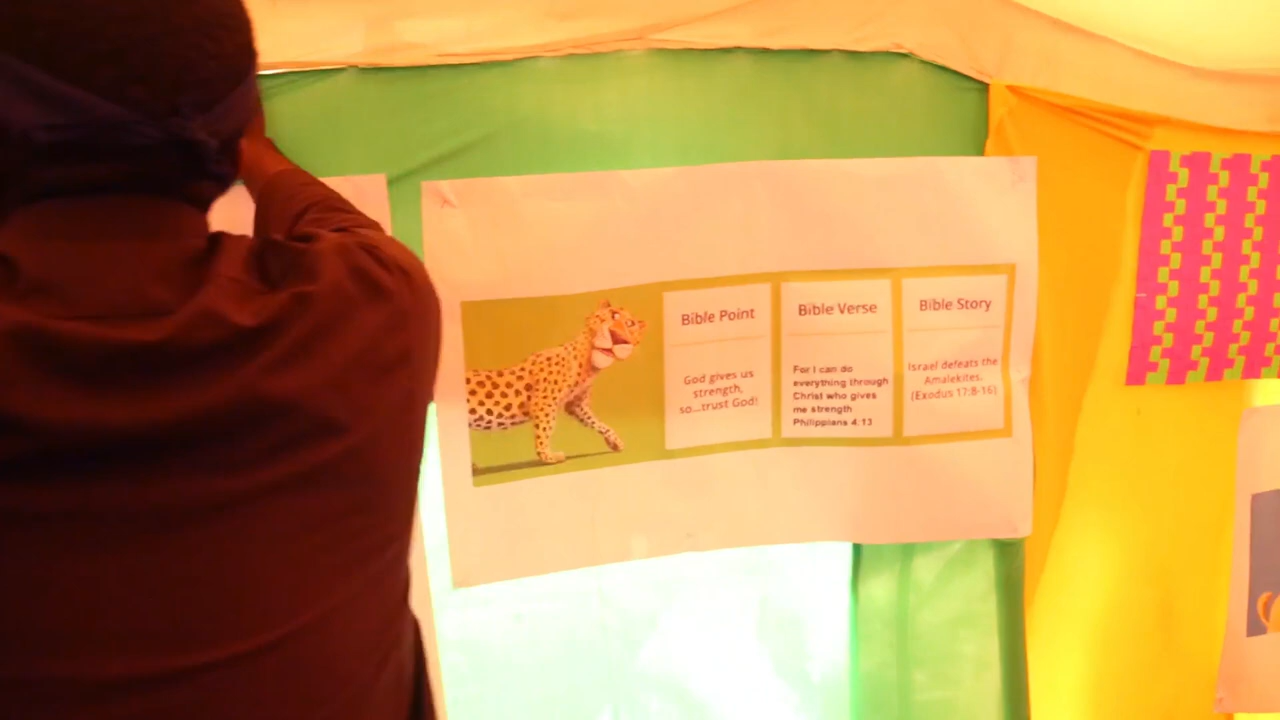 Bible Point
God gives us
strength,
so...trust God!
Bible Verse
For I can do
everything through
Christ who gives
me strength
Philippians 4:13
Bible Story
Israel defeats the
Amalekites.
(Exodus 17:8-16)